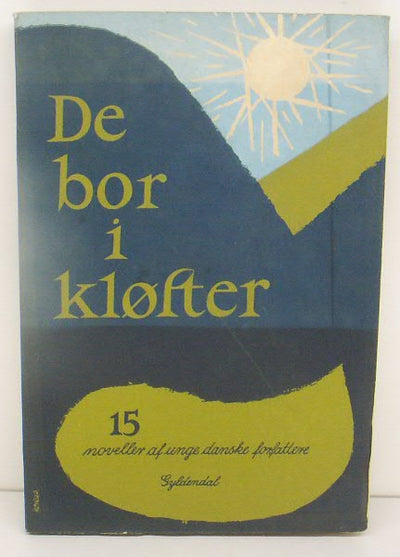 De
bor
i
kløfter
15
noveller af unge danske forfattere
Gyldendal